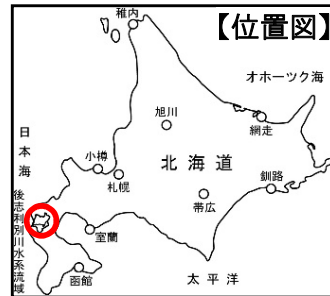 【位置図】
稚内
オホーツク海
旭川
網走
日本海
小樽
札幌
北海道
釧路
帯広
後志利別川水系流域
室蘭
函館
太平洋